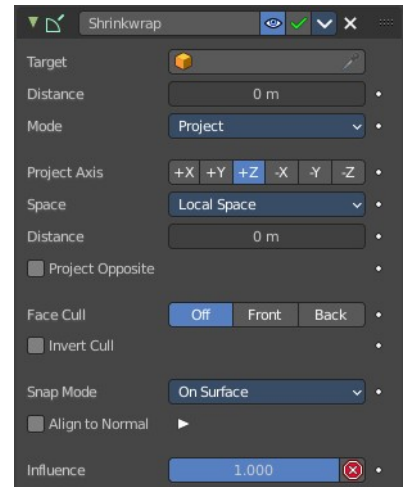 Shrinkwrap
Target
Distance 0 m
Mode Project
Project Axis +X +Y +Z -X -Y -Z
Space Local Space
Distance 0 m
Project Opposite
Face Cull Off Front Back
Invert Cull
Snap Mode On Surface
Align to Normal
Influence 1.000